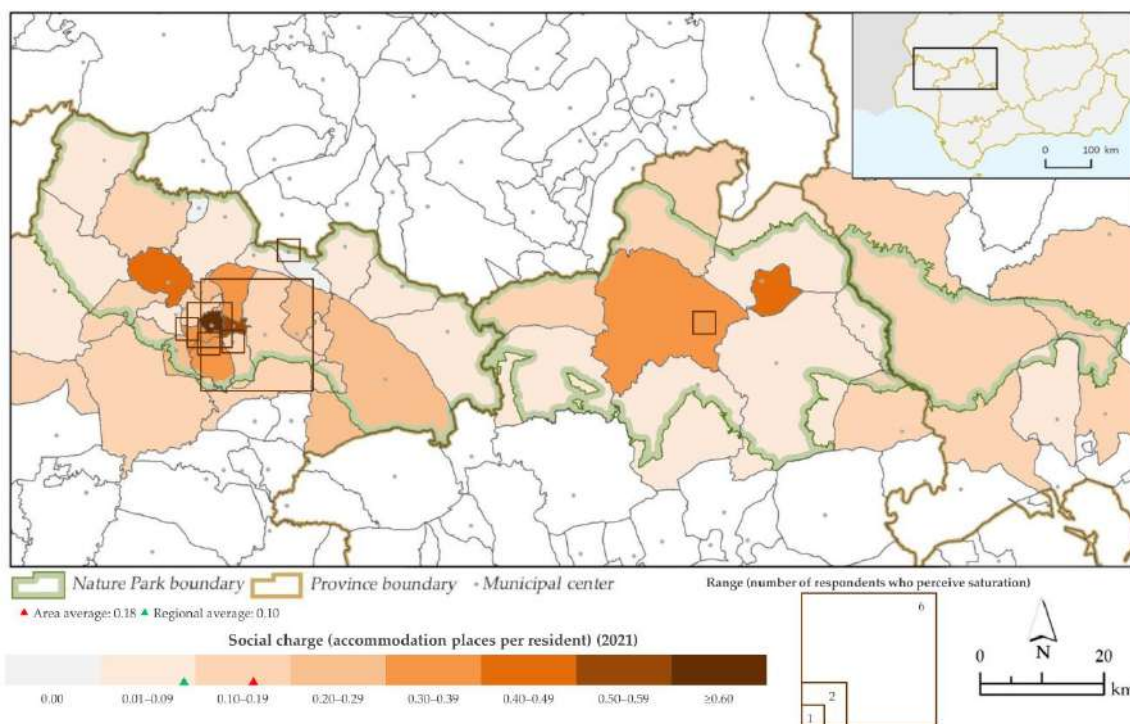 0 100 km
Nature Park boundary Province boundary Municipal center
Area average: 0.18 Regional average: 0.10
Social charge (accommodation places per resident) (2021)
0.00 0.01–0.09 0.10–0.19 0.20–0.29 0.30–0.39 0.40–0.49 0.50–0.59 ≥0.60
Range (number of respondents who perceive saturation)
6
2
1
N
0 20
km